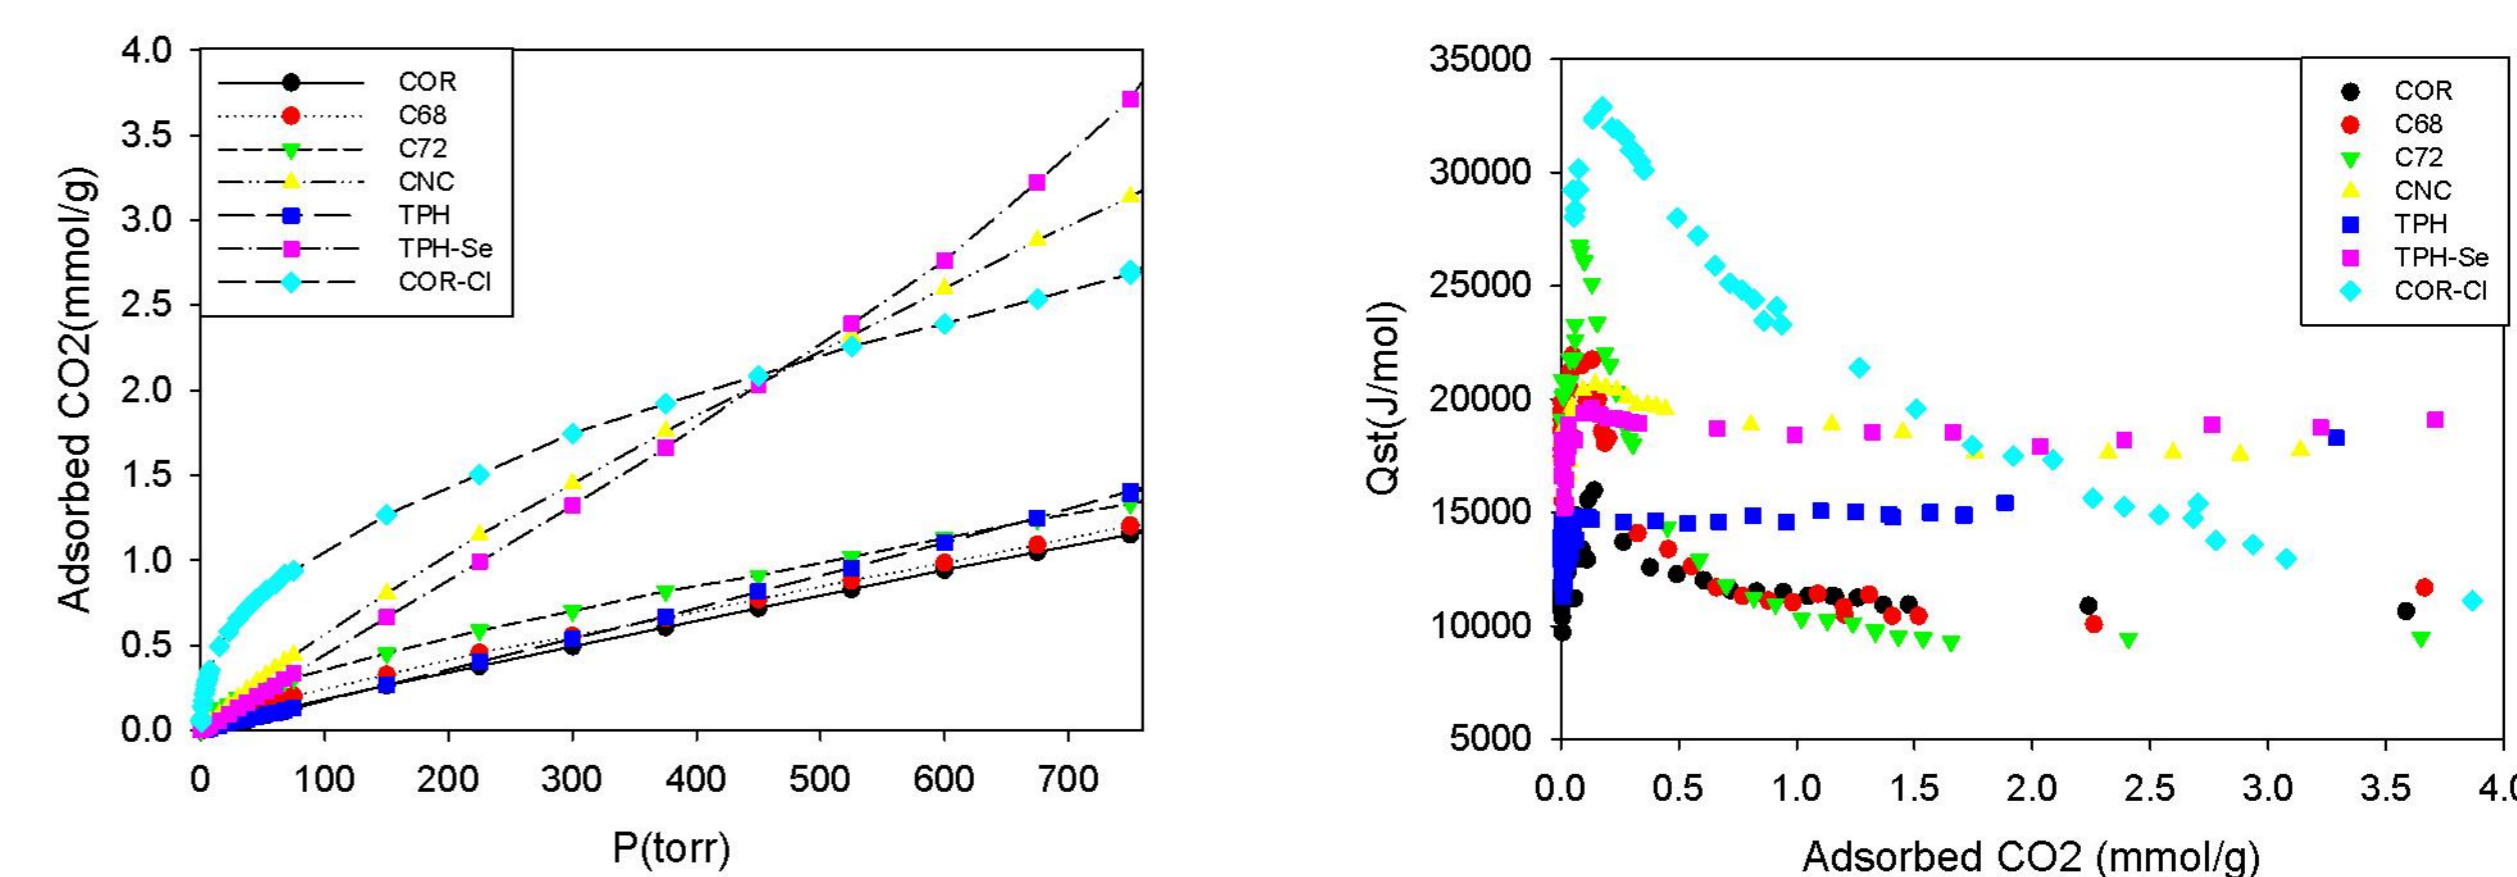 Adsorbed CO2(mmol/g)
4.0
3.5
3.0
2.5
2.0
1.5
1.0
0.5
0.0
COR
C68
C72
CNC
TPH
TPH-Se
COR-Cl
0 100 200 300 400 500 600 700
P(torr)
Qst(J/mol)
35000
30000
25000
20000
15000
10000
5000
COR
C68
C72
CNC
TPH
TPH-Se
COR-Cl
0.0 0.5 1.0 1.5 2.0 2.5 3.0 3.5 4.0
Adsorbed CO2 (mmol/g)